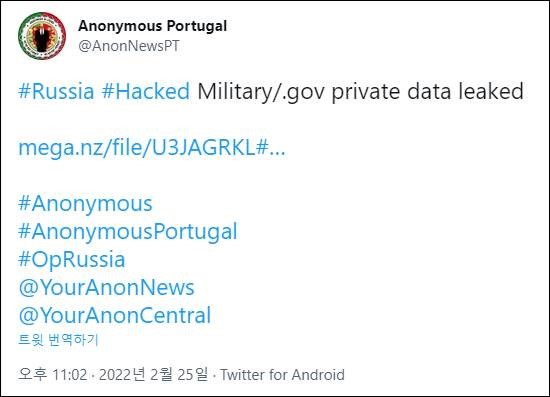 Anonymous Portugal
@AnonNewsPT
#Russia #Hacked Military/.gov private data leaked
mega.nz/file/U3JAGRKL#...
#Anonymous
#AnonymousPortugal
#OpRussia
@YourAnonNews
@YourAnonCentral
트윗 번역하기
오후 11:02 · 2022년 2월 25일 · Twitter for Android